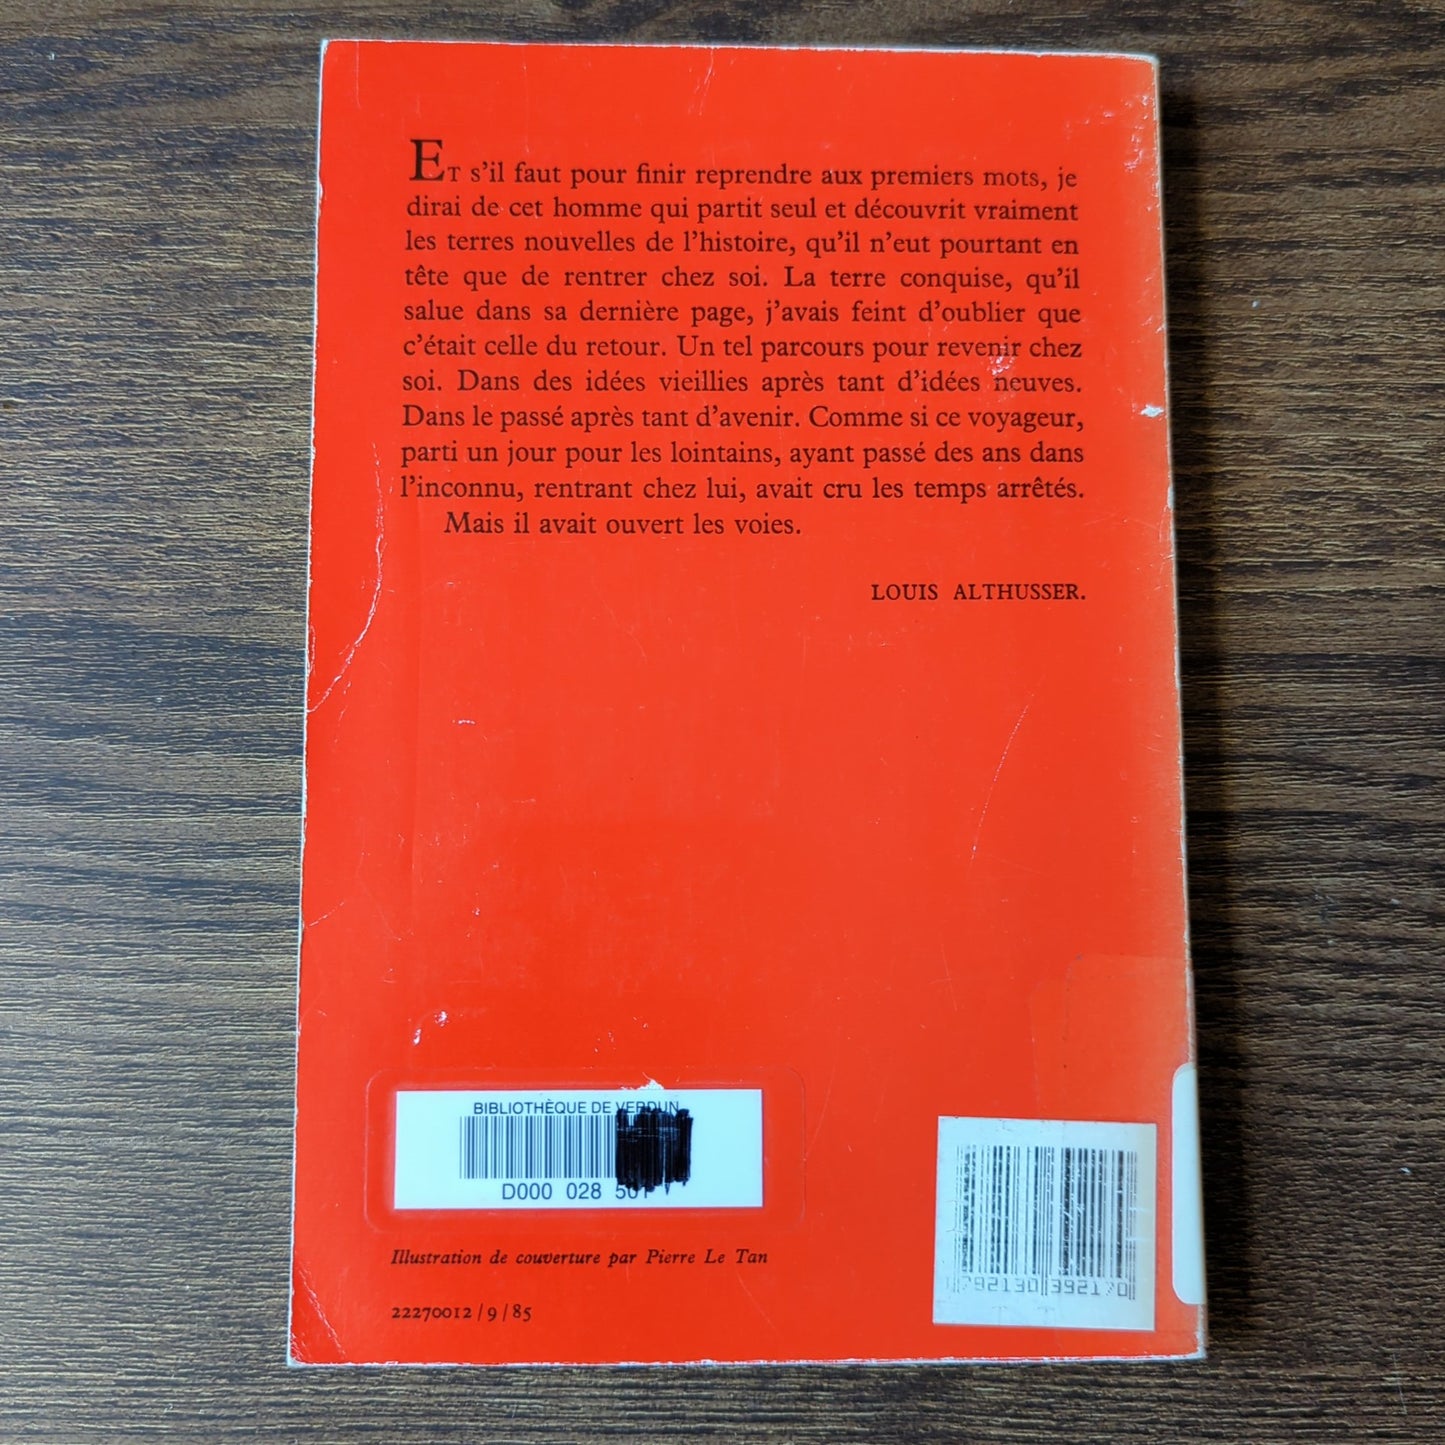 ET s'il faut pour finir reprendre aux premiers mots, je
dirai de cet homme qui partit seul et découvrit vraiment
les terres nouvelles de l'histoire, qu'il n'eut pourtant en
tête que de rentrer chez soi. La terre conquise, qu'il
salue dans sa dernière page, j'avais feint d'oublier que
c'était celle du retour. Un tel parcours pour revenir chez
soi. Dans des idées vieillies après tant d'idées neuves.
Dans le passé après tant d'avenir. Comme si ce voyageur,
parti un jour pour les lointains, ayant passé des ans dans
l'inconnu, rentrant chez lui, avait cru les temps arrêtés.
Mais il avait ouvert les voies.
LOUIS ALTHUSSER.
BIBLIOTHÈQUE DE VERDUN
D000 028
Illustration de couverture par Pierre Le Tan
22270012/9/85
792130 392170